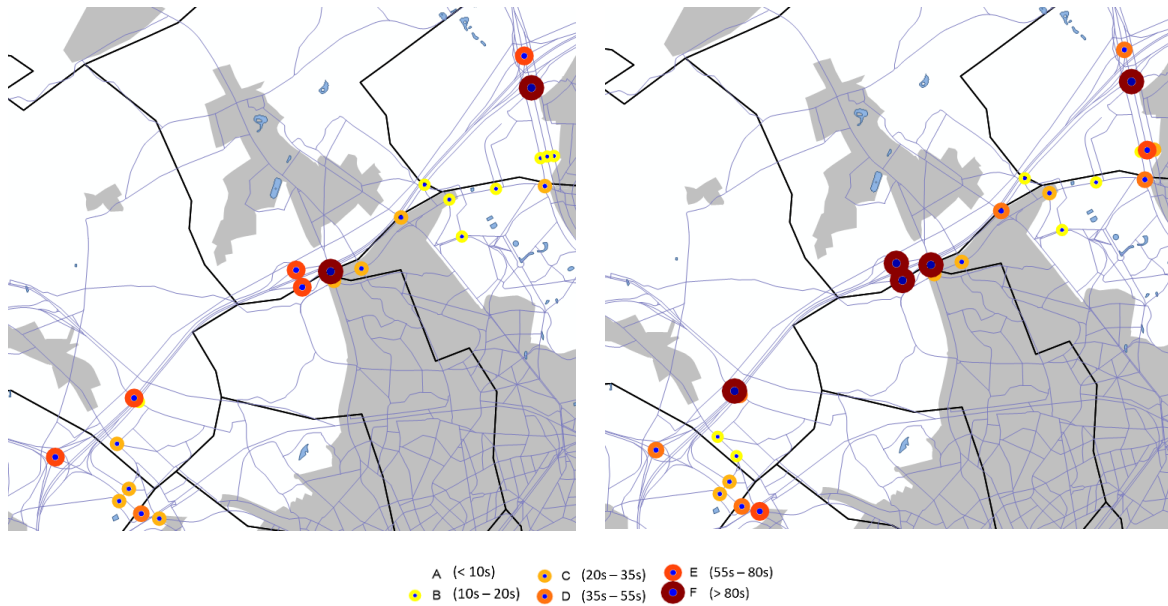 A (< 10s) C (20s – 35s) E (55s – 80s)
B (10s – 20s) D (35s – 55s) F (> 80s)